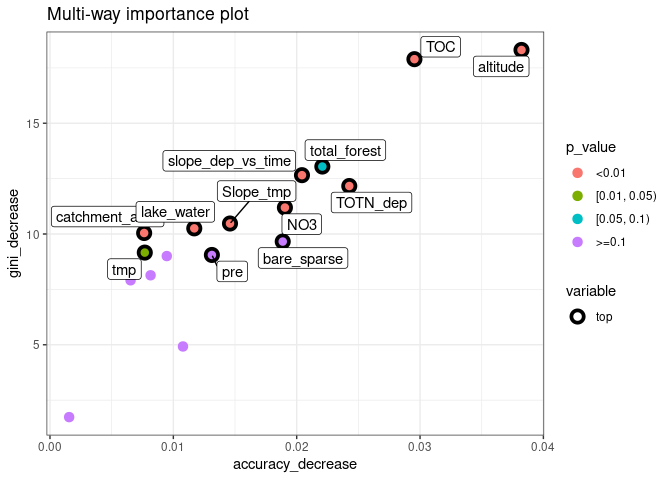 Multi-way importance plot
TOC
altitude
total_forest
slope_dep_vs_time
Slope_tmp
TOTN_dep
lake_water
NO3
bare_sparse
tmp
pre
15
10
5
gini_decrease
0.00
0.01
0.02
0.03
0.04
accuracy_decrease
p_value
<0.01
[0.01, 0.05)
[0.05, 0.1)
>=0.1
variable
top